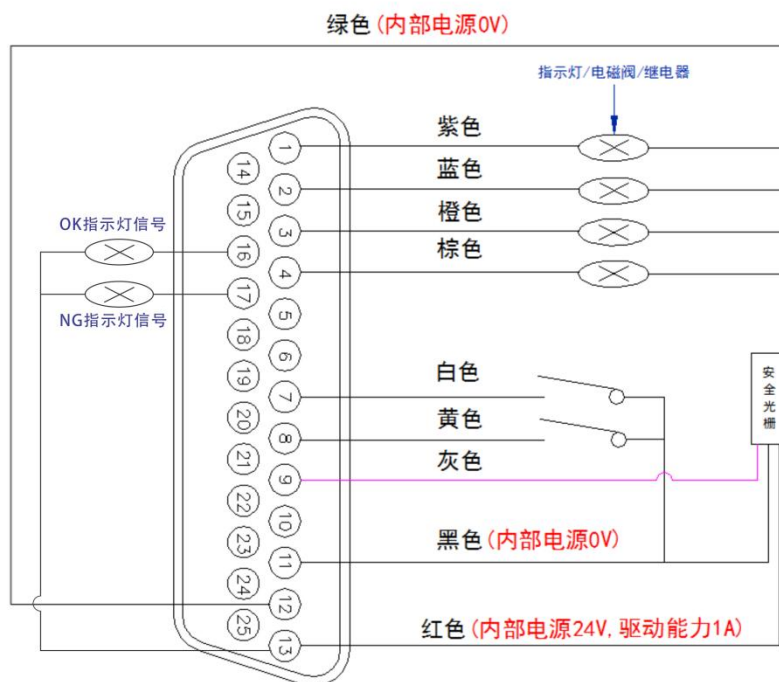 绿色(内部电源0V)
指示灯/电磁阀/继电器
紫色
1
14
蓝色
2
15
橙色
OK指示灯信号
3
16
棕色
4
NG指示灯信号
17
5
18
6
安全光栅
白色
19
7
黄色
20
8
灰色
21
9
22
10
黑色(内部电源0V)
23
11
24
12
25
红色(内部电源24V,驱动能力1A)
13